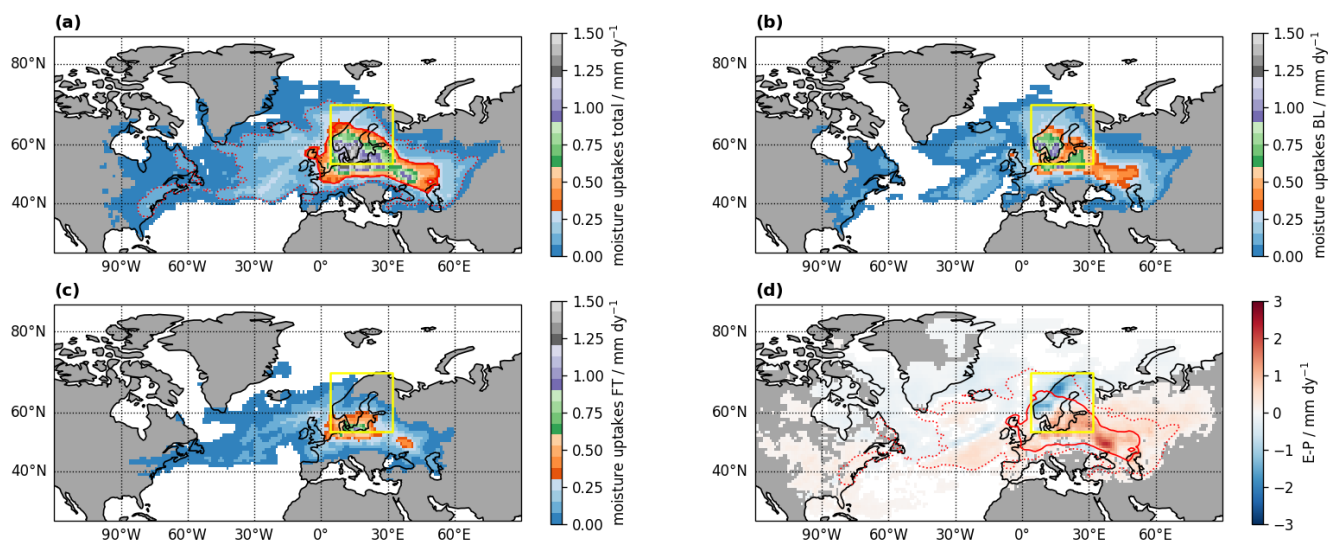 (a)
80°N
60°N
40°N
90°W 60°W 30°W 0° 30°E 60°E
1.50
1.25
1.00
0.75
0.50
0.25
0.00
moisture uptakes total / mm dy⁻¹
(b)
80°N
60°N
40°N
90°W 60°W 30°W 0° 30°E 60°E
1.50
1.25
1.00
0.75
0.50
0.25
0.00
moisture uptakes BL / mm dy⁻¹
(c)
80°N
60°N
40°N
90°W 60°W 30°W 0° 30°E 60°E
1.50
1.25
1.00
0.75
0.50
0.25
0.00
moisture uptakes FT / mm dy⁻¹
(d)
80°N
60°N
40°N
90°W 60°W 30°W 0° 30°E 60°E
3
2
1
0
−1
−2
−3
E-P / mm dy⁻¹